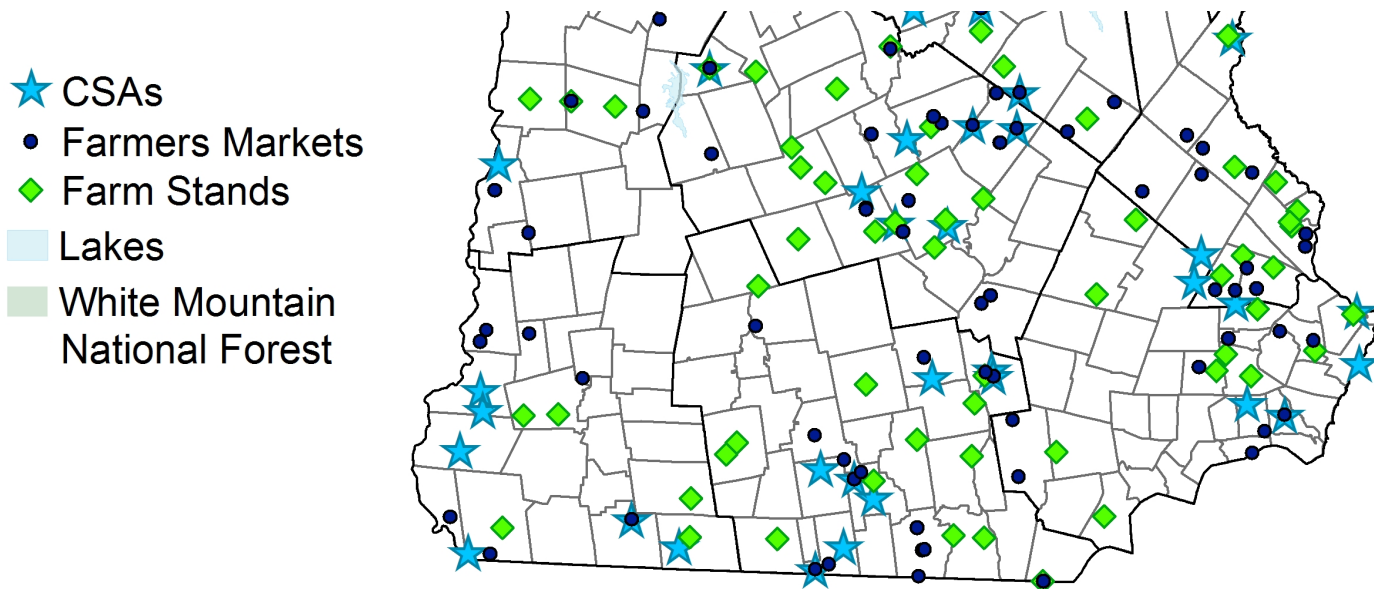 CSAs
Farmers Markets
Farm Stands
Lakes
White Mountain
National Forest